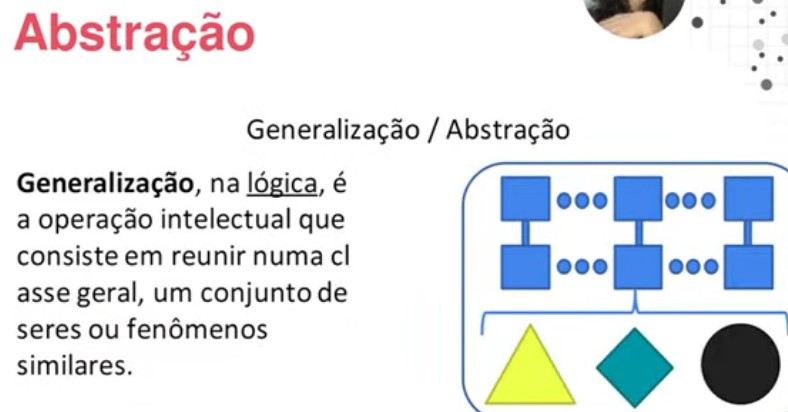 Abstração
Generalização / Abstração
Generalização, na lógica, é
a operação intelectual que
consiste em reunir numa cl
asse geral, um conjunto de
seres ou fenômenos
similares.